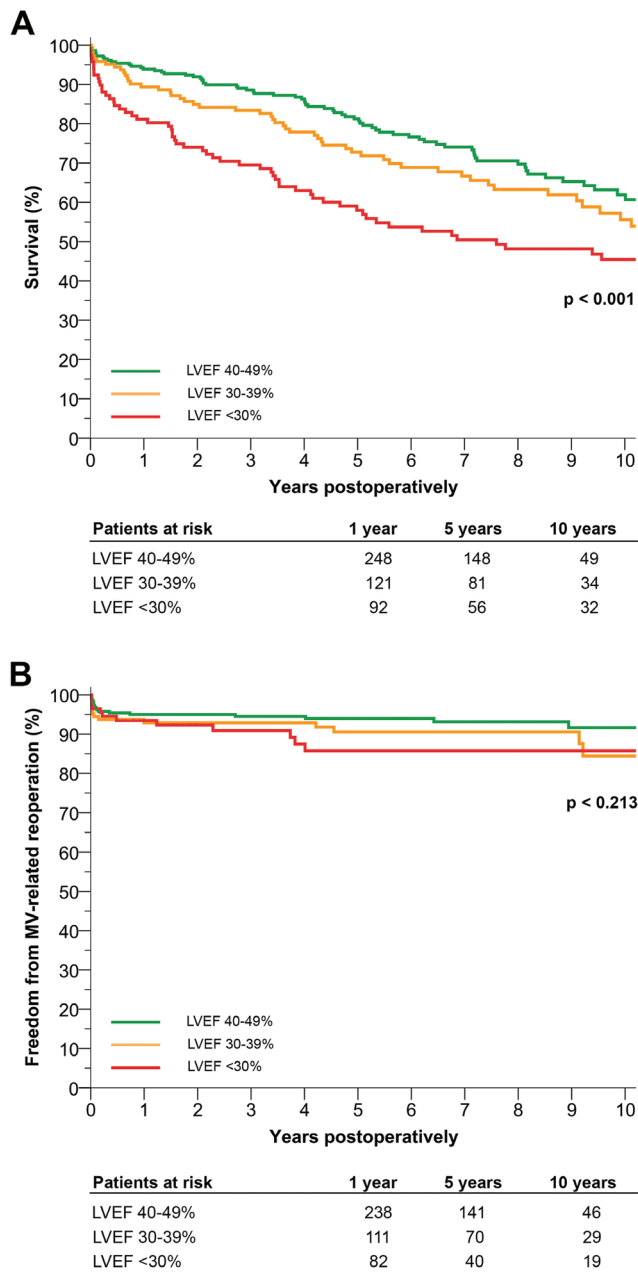 A
Survival (%)
100
90
80
70
60
50
40
30
20
10
0
p < 0.001
LVEF 40-49%
LVEF 30-39%
LVEF <30%
0 1 2 3 4 5 6 7 8 9 10
Years postoperatively
Patients at risk 1 year 5 years 10 years
LVEF 40-49% 248 148 49
LVEF 30-39% 121 81 34
LVEF <30% 92 56 32
B
Freedom from MV-related reoperation (%)
100
90
80
70
60
50
40
30
20
10
0
p < 0.213
LVEF 40-49%
LVEF 30-39%
LVEF <30%
0 1 2 3 4 5 6 7 8 9 10
Years postoperatively
Patients at risk 1 year 5 years 10 years
LVEF 40-49% 238 141 46
LVEF 30-39% 111 70 29
LVEF <30% 82 40 19